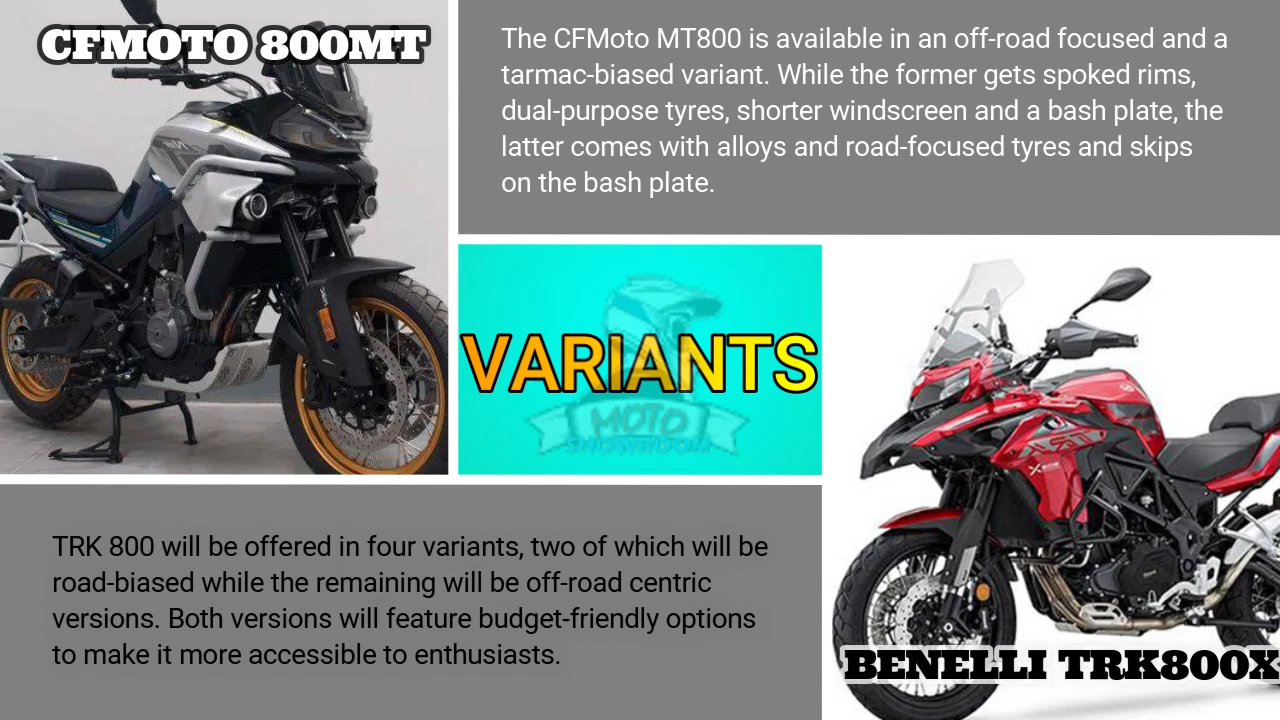 CFMOTO 800MT
The CFMoto MT800 is available in an off-road focused and a
tarmac-biased variant. While the former gets spoked rims,
dual-purpose tyres, shorter windscreen and a bash plate, the
latter comes with alloys and road-focused tyres and skips
on the bash plate.
VARIANTS
MOTO
TRK 800 will be offered in four variants, two of which will be
road-biased while the remaining will be off-road centric
versions. Both versions will feature budget-friendly options
to make it more accessible to enthusiasts.
BENELLI TRK800X